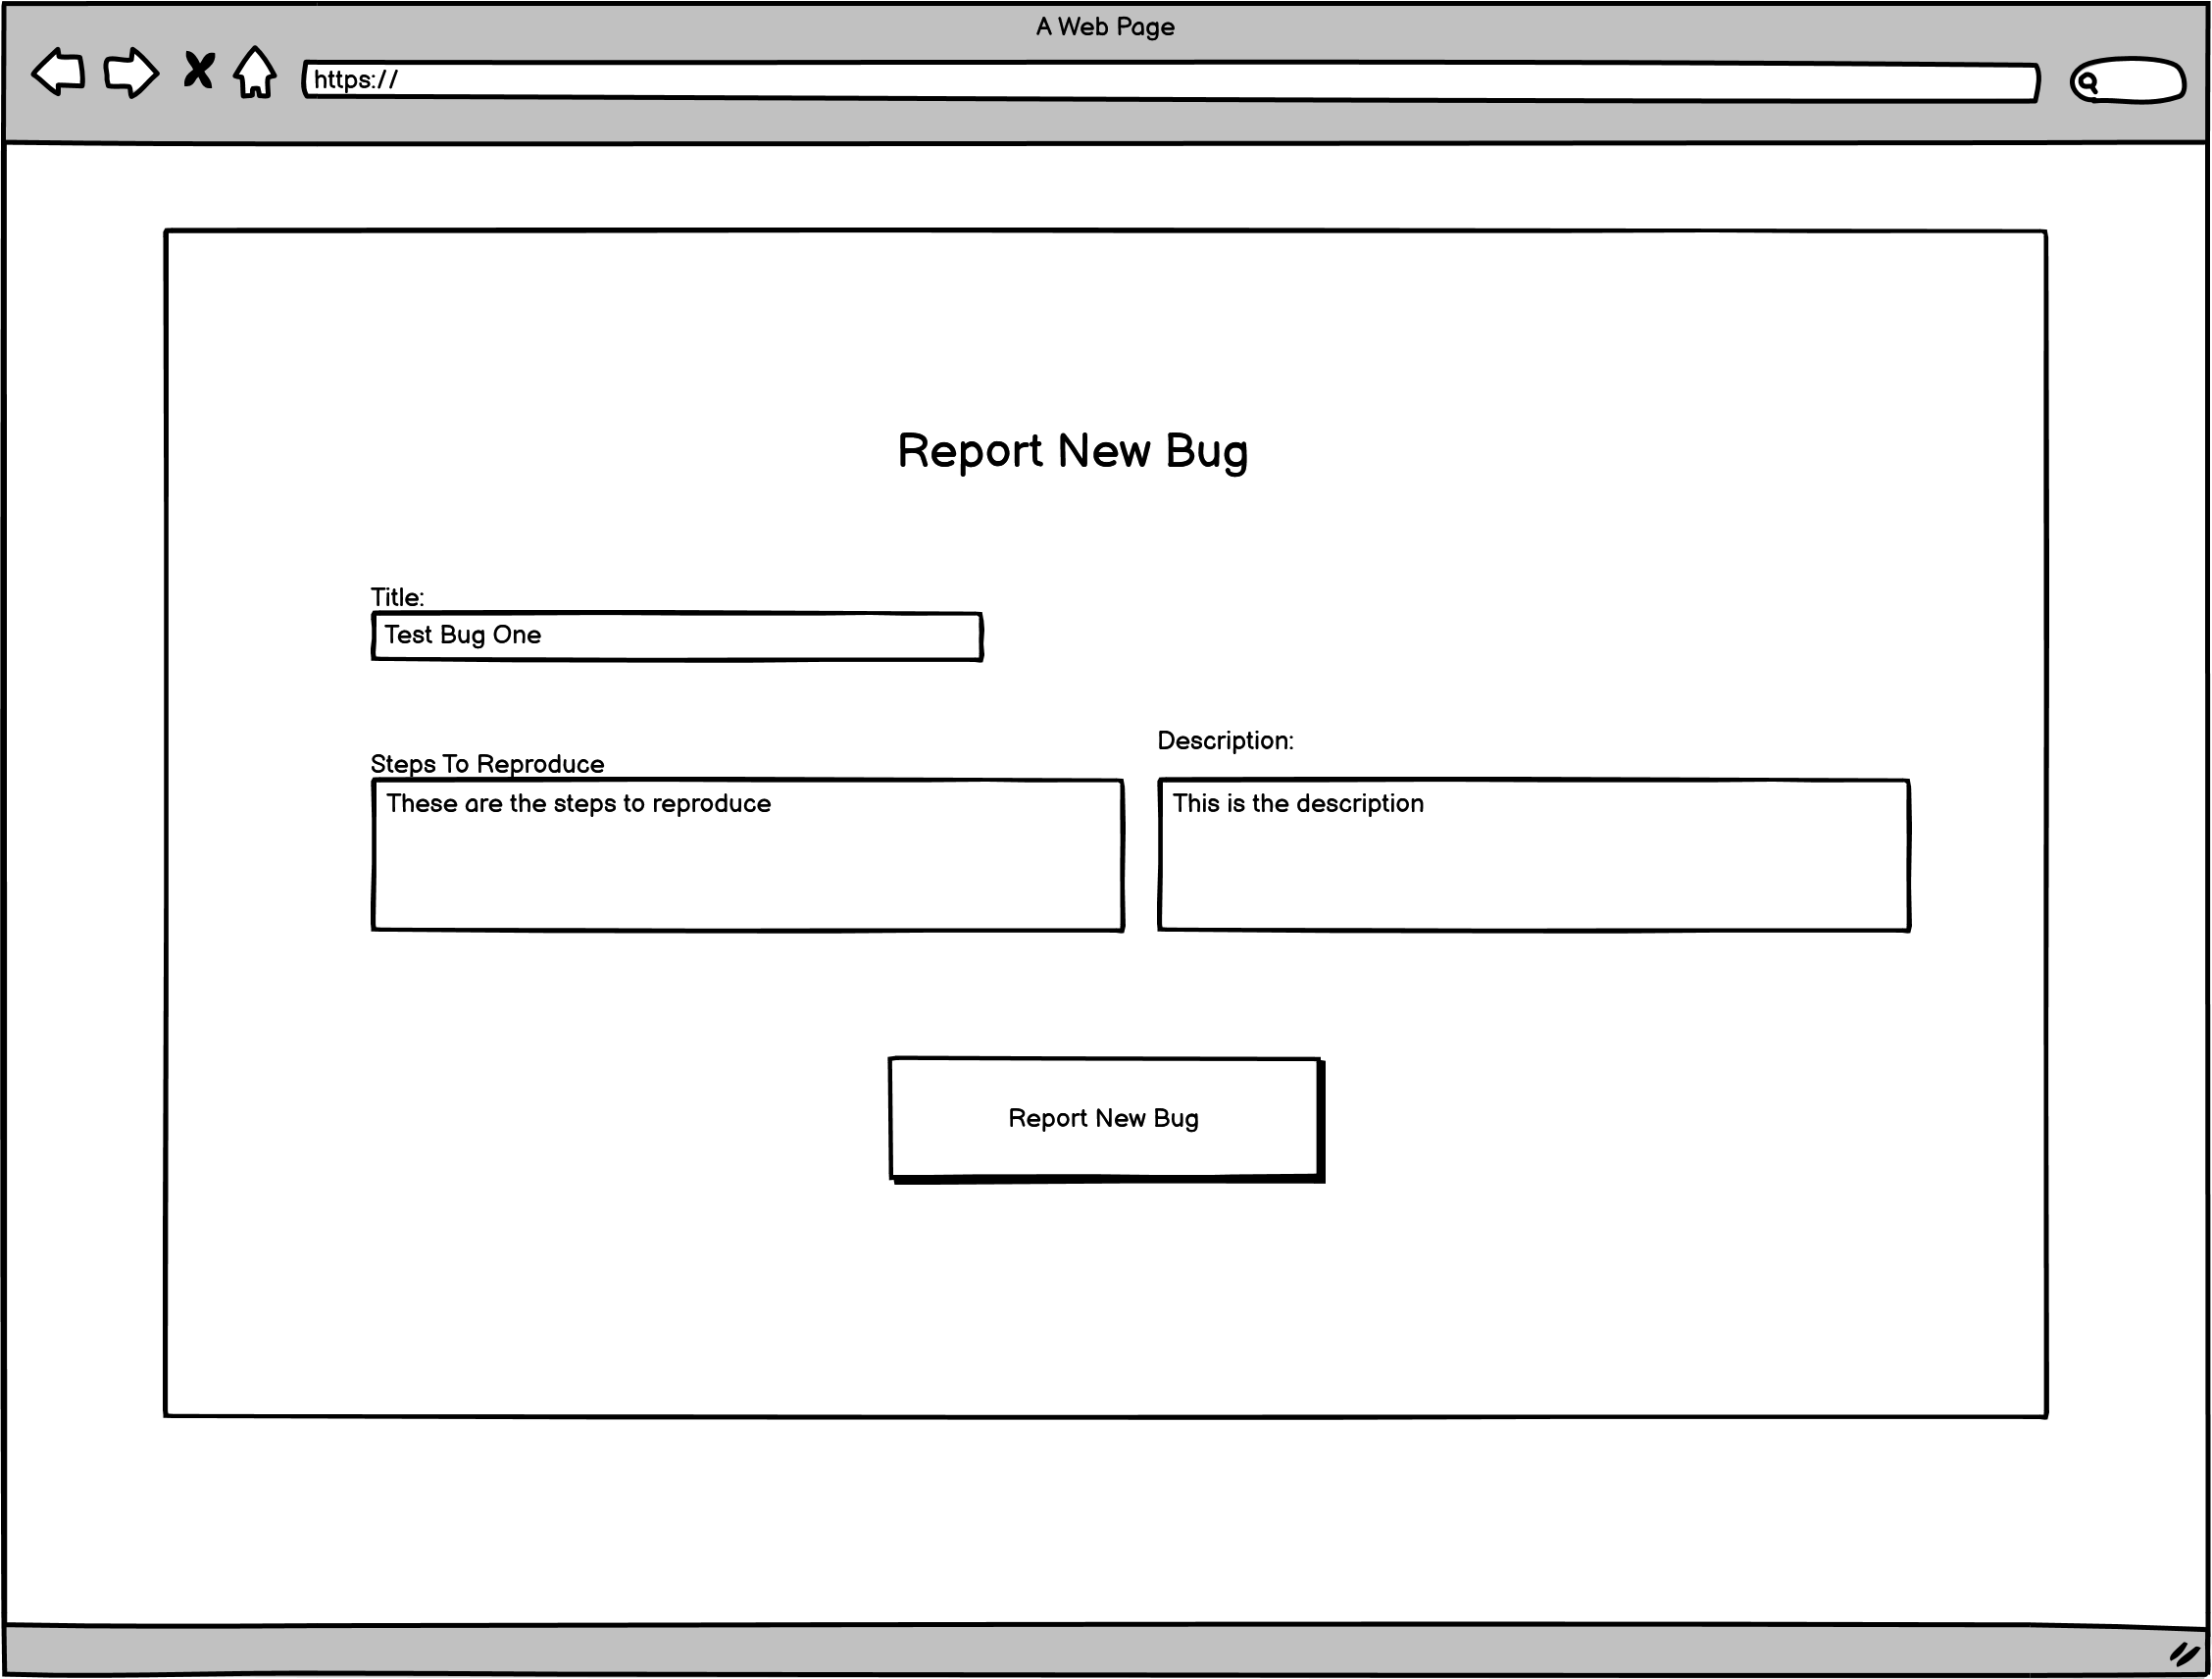 A Web Page
https://
Report New Bug
Title:
Test Bug One
Steps To Reproduce
These are the steps to reproduce
Description:
This is the description
Report New Bug